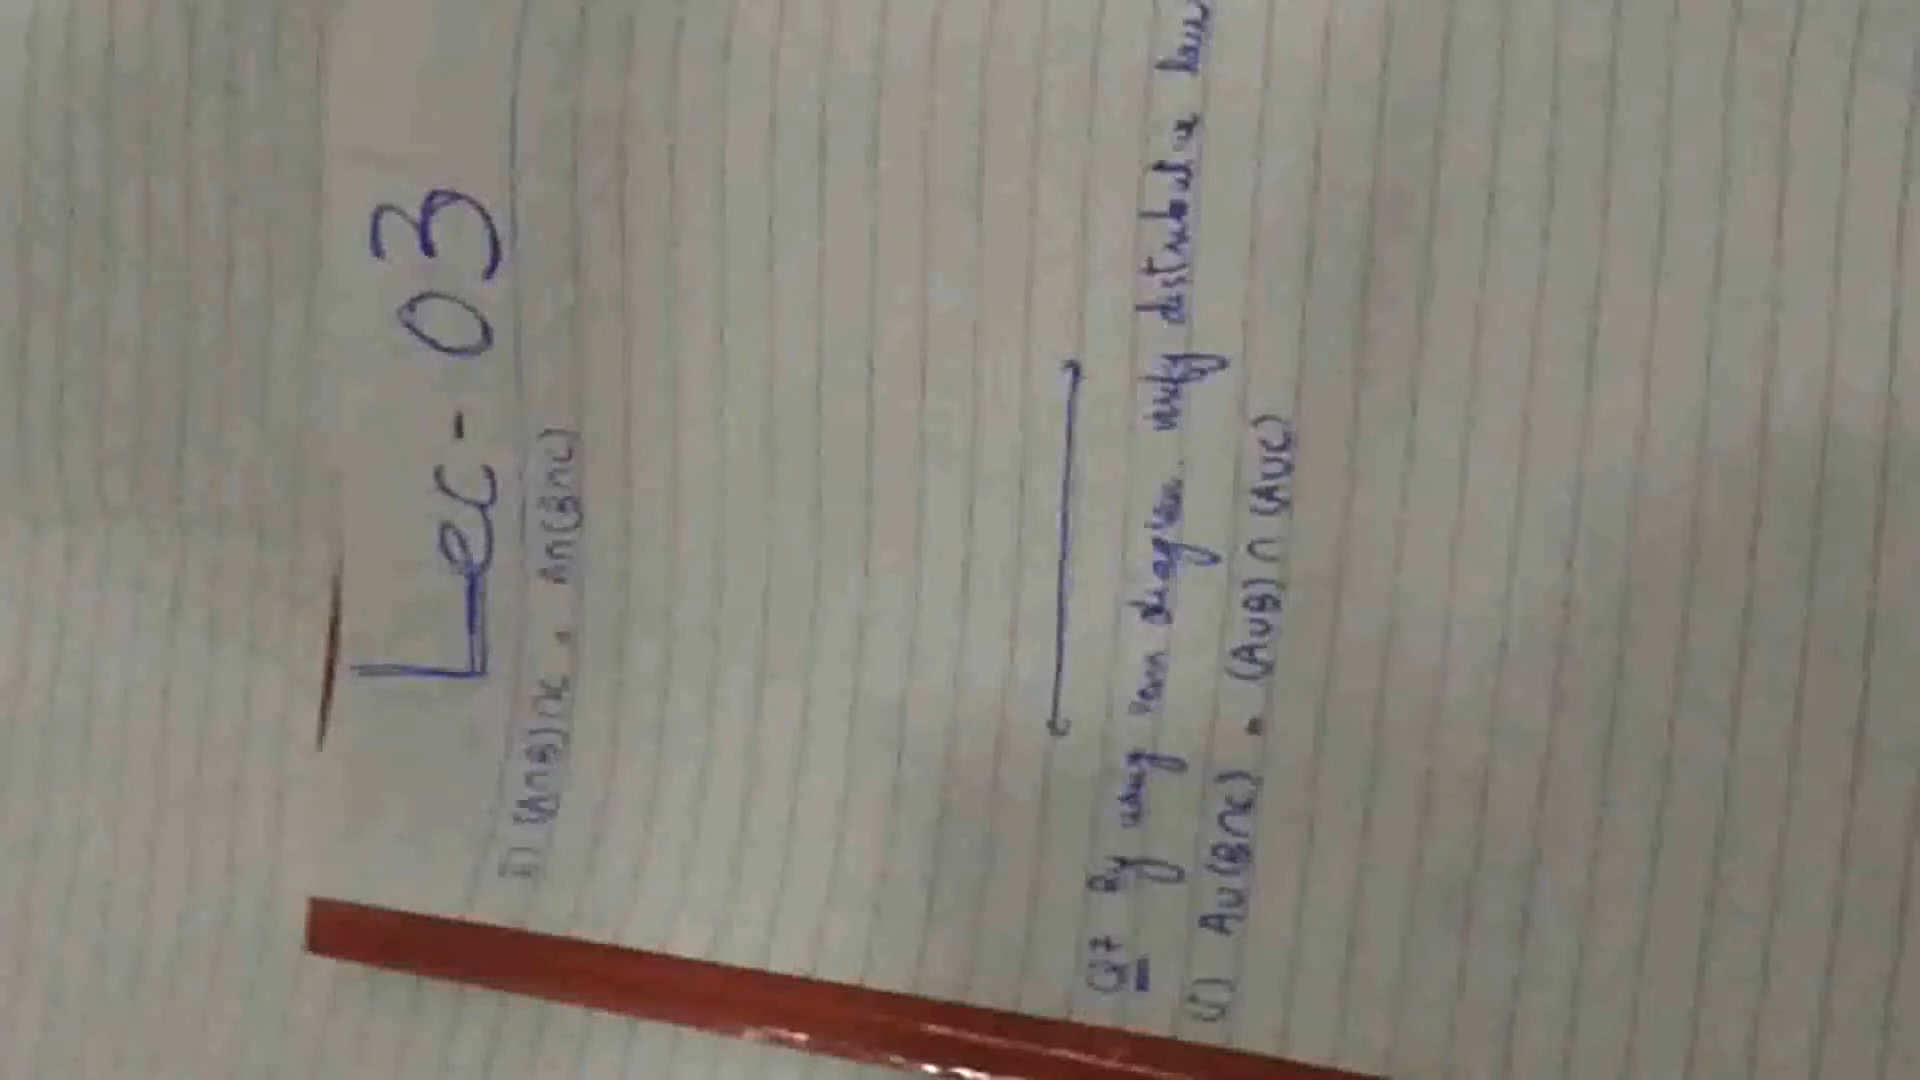 Lec-03
ii) (A∩B)∩C = A∩(B∩C)
Q7 By using venn diagram, verify distributive law
(i) A∪(B∩C) = (A∪B)∩(A∪C)